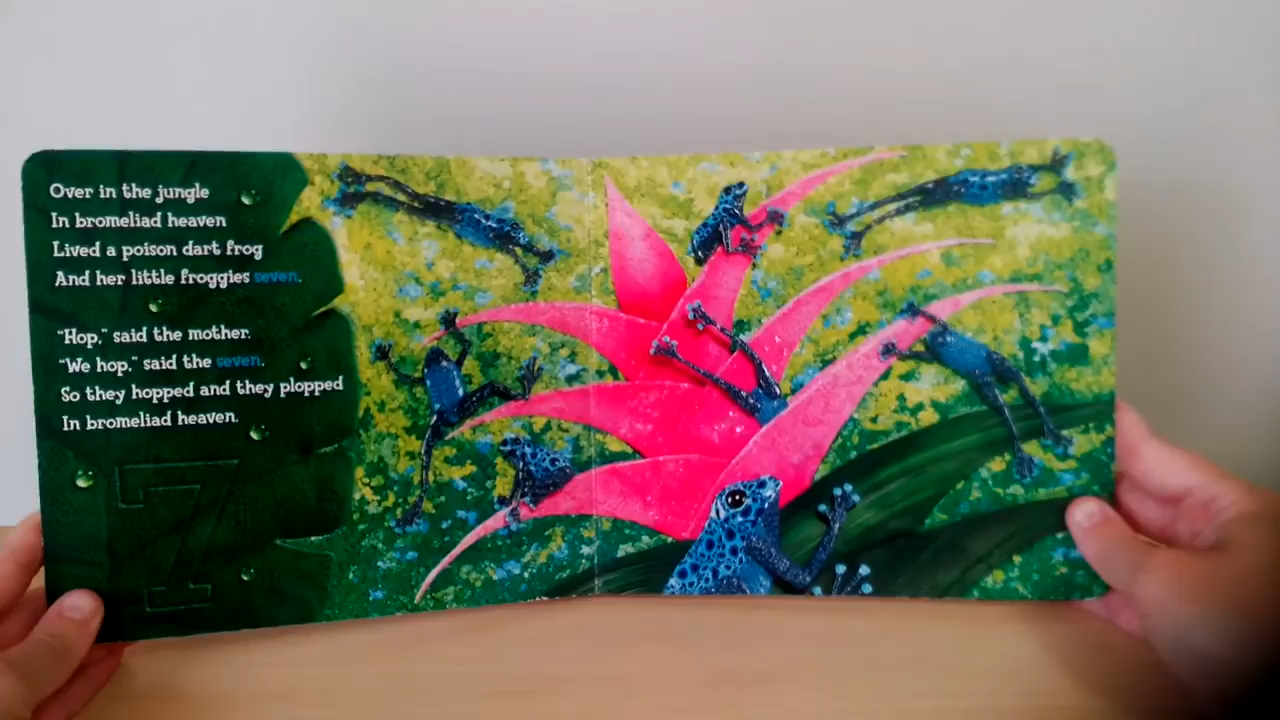 Over in the jungle
In bromeliad heaven
Lived a poison dart frog
And her little froggies seven.
"Hop," said the mother.
"We hop," said the seven.
So they hopped and they plopped
In bromeliad heaven.
7